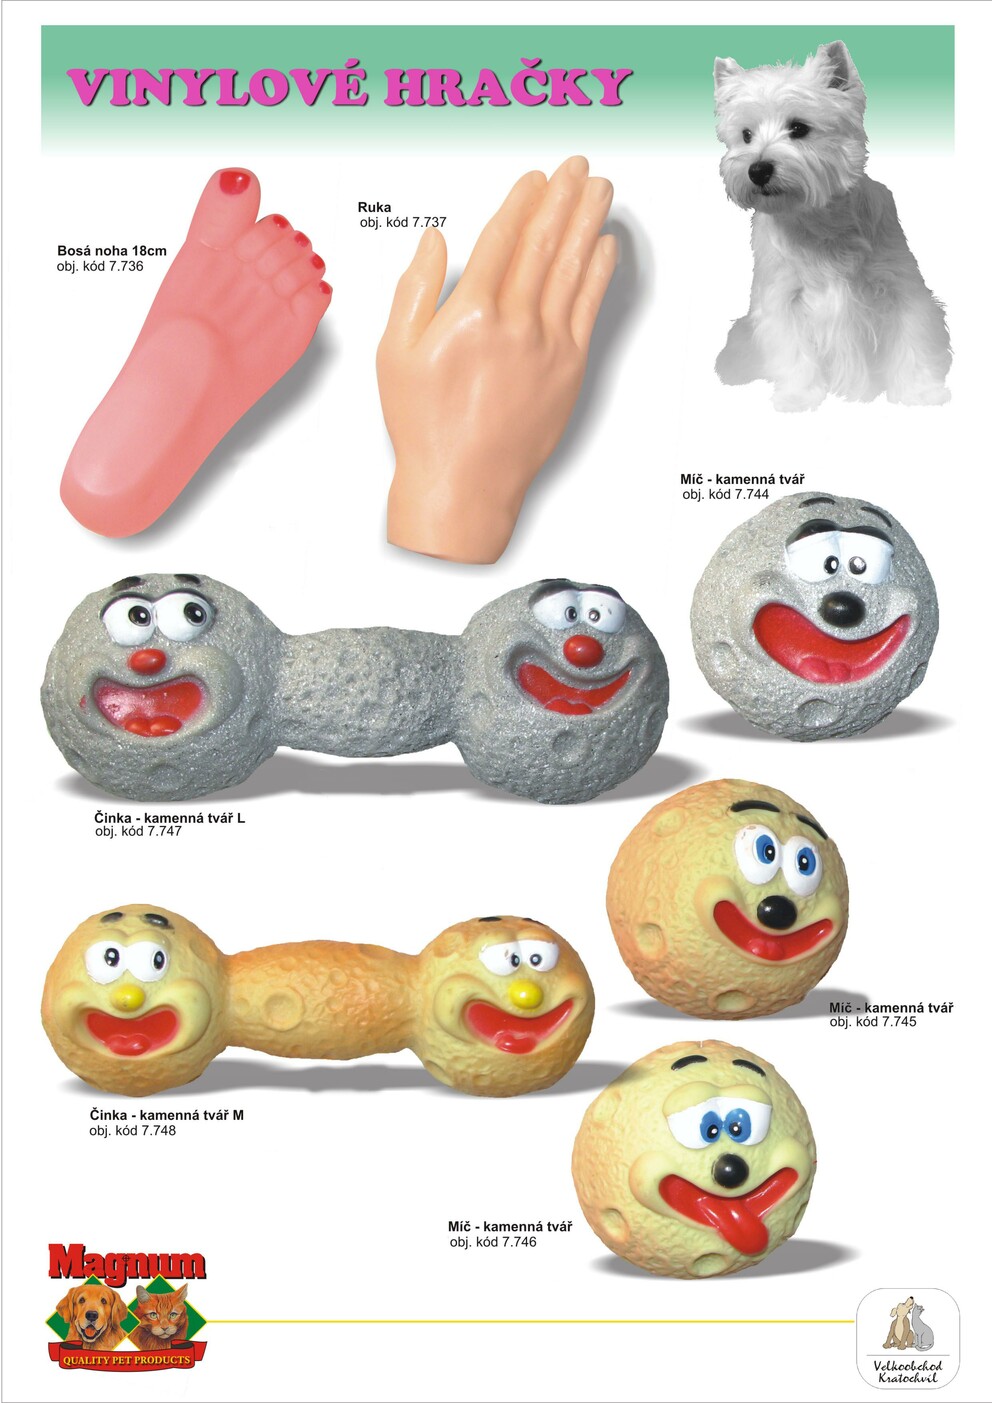 VINYLOVÉ HRAČKY
Ruka
obj. kód 7.737
Bosá noha 18cm
obj. kód 7.736
Míč - kamenná tvář
obj. kód 7.744
Činka - kamenná tvář L
obj. kód 7.747
Míč - kamenná tvář
obj. kód 7.745
Činka - kamenná tvář M
obj. kód 7.748
Míč - kamenná tvář
obj. kód 7.746
Magnum
QUALITY PET PRODUCTS
Velkoobchod
Kratochvíl